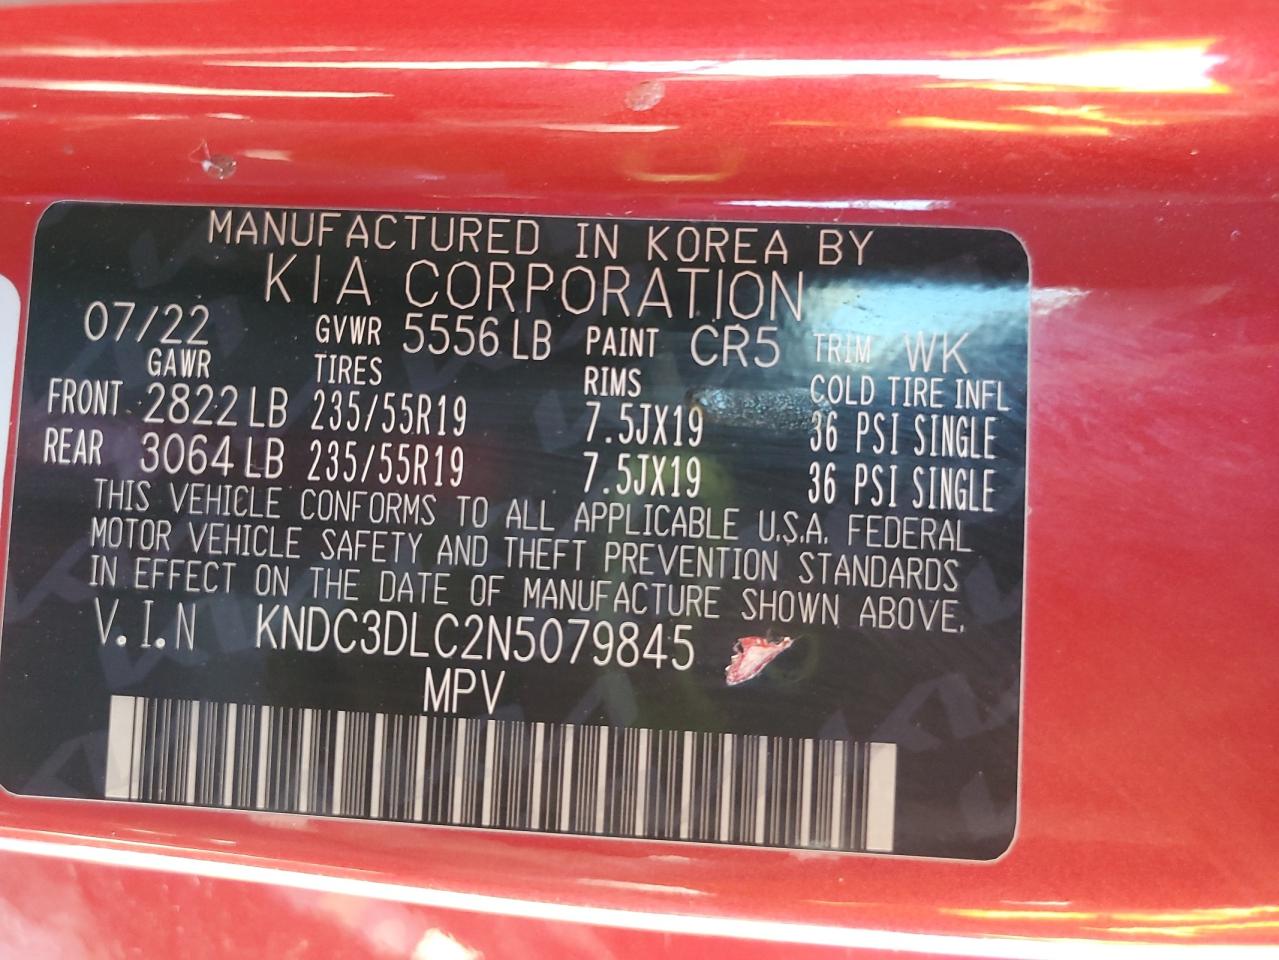 MANUFACTURED IN KOREA BY
KIA CORPORATION
07/22 GVWR 5556 LB PAINT CR5 TRIM WK
GAWR TIRES RIMS COLD TIRE INFL
FRONT 2822 LB 235/55R19 7.5JX19 36 PSI SINGLE
REAR 3064 LB 235/55R19 7.5JX19 36 PSI SINGLE
THIS VEHICLE CONFORMS TO ALL APPLICABLE U.S.A. FEDERAL
MOTOR VEHICLE SAFETY AND THEFT PREVENTION STANDARDS
IN EFFECT ON THE DATE OF MANUFACTURE SHOWN ABOVE.
V.I.N KNDC3DLC2N5079845
MPV